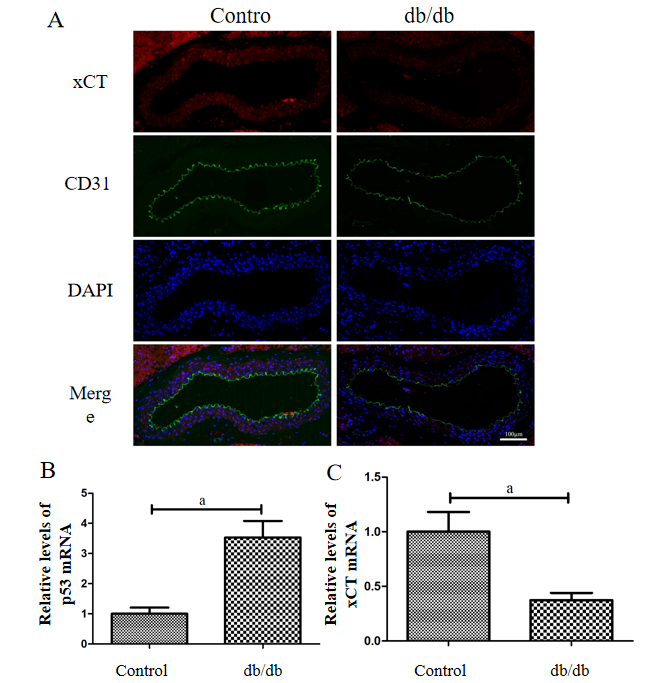 A
Contro
db/db
xCT
CD31
DAPI
Merg
e
100μm
B
Relative levels of
p53 mRNA
5
4
3
2
1
0
a
Control
db/db
C
Relative levels of
xCT mRNA
1.5
1.0
0.5
0.0
a
Control
db/db